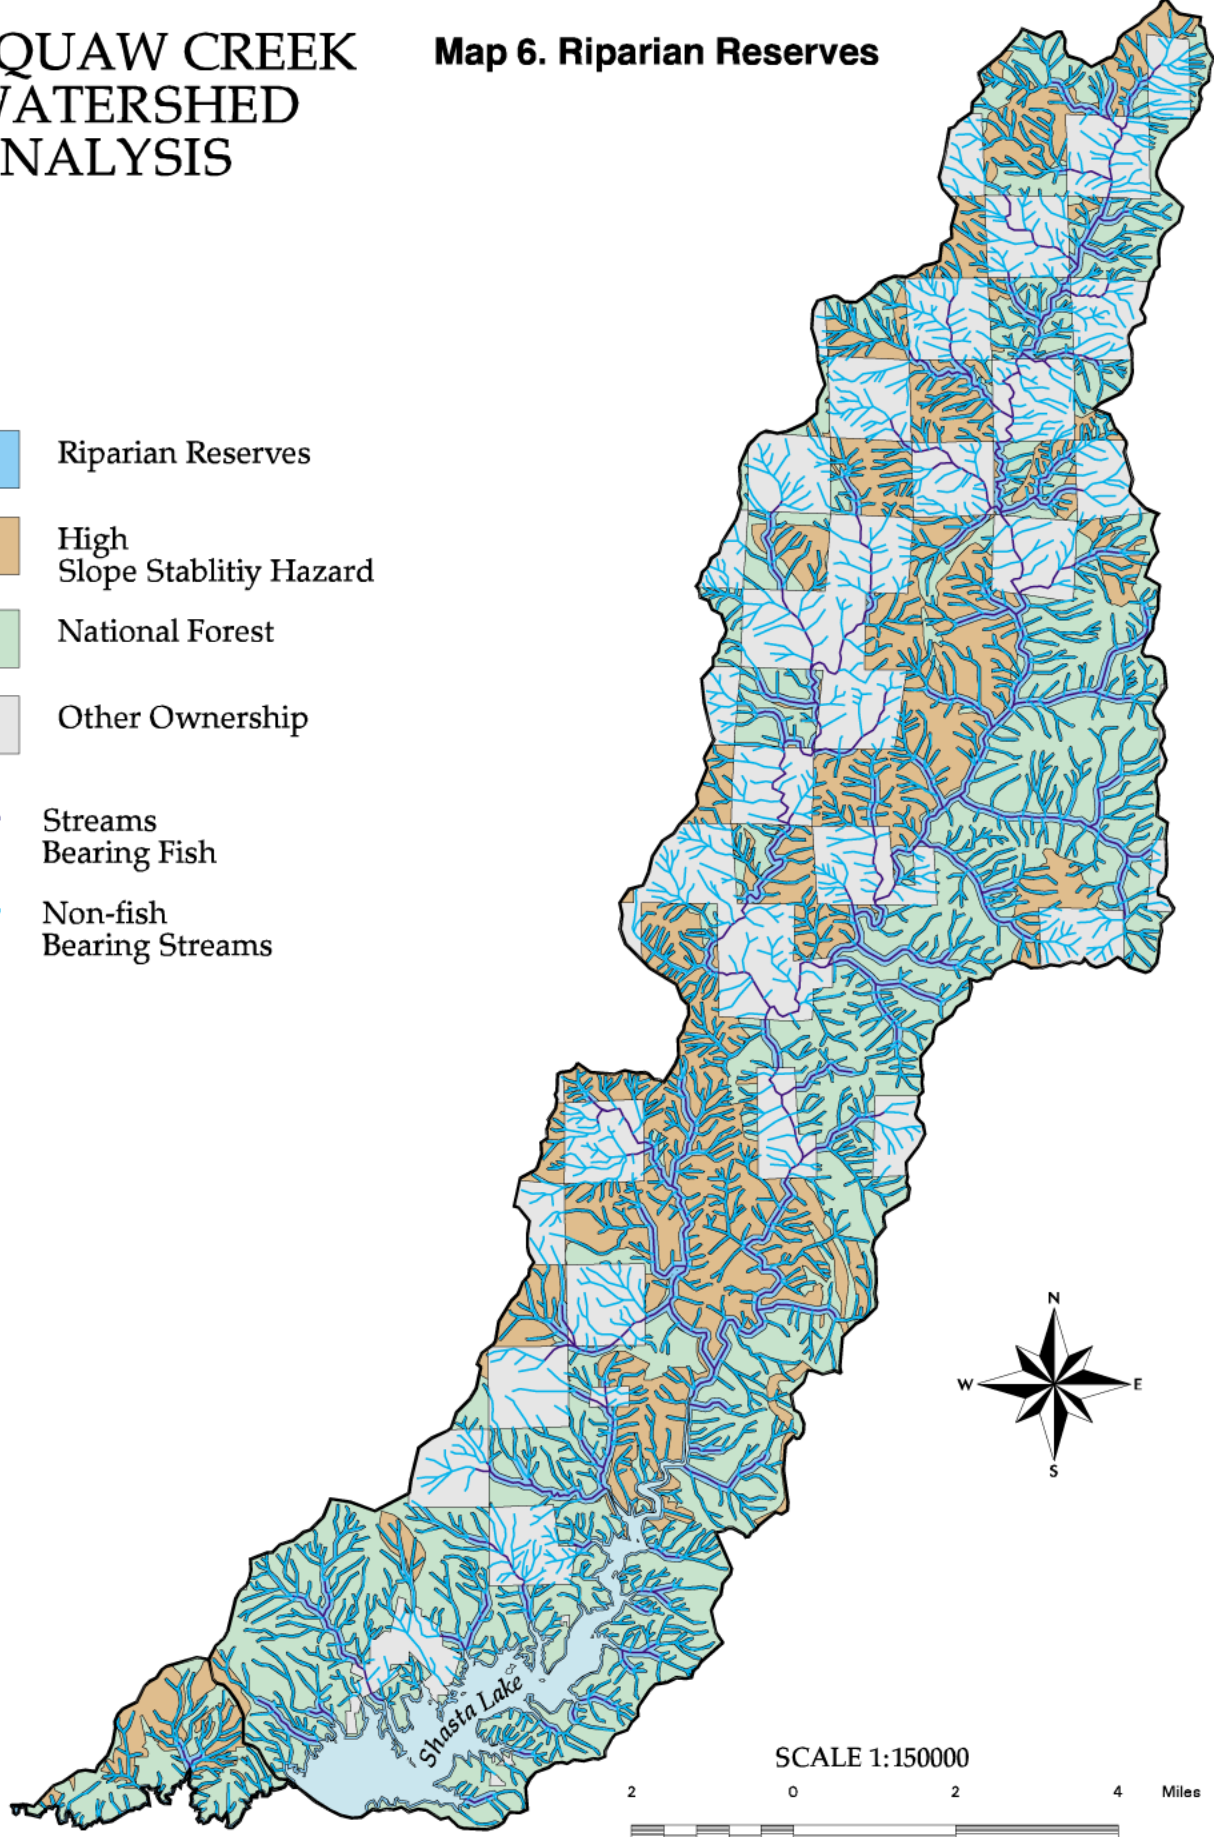 QUAW CREEK
WATERSHED
NALYSIS
Map 6. Riparian Reserves
Riparian Reserves
High
Slope Stablitiy Hazard
National Forest
Other Ownership
Streams
Bearing Fish
Non-fish
Bearing Streams
N
W E
S
Shasta Lake
SCALE 1:150000
2 0 2 4 Miles